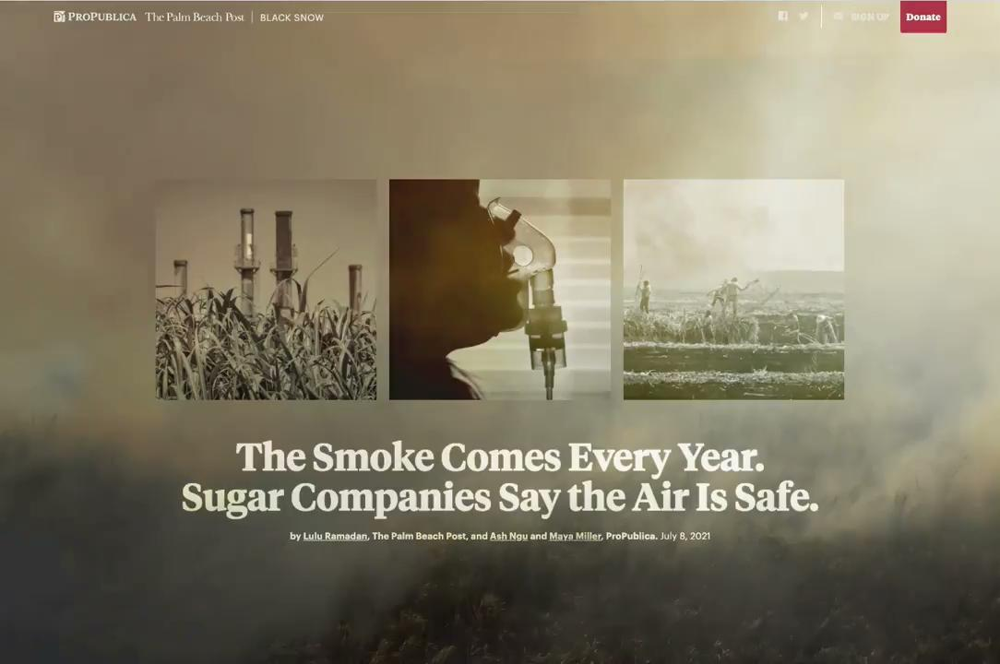 PROPUBLICA The Palm Beach Post BLACK SNOW
SIGN UP Donate
The Smoke Comes Every Year.
Sugar Companies Say the Air Is Safe.
by Lulu Ramadan, The Palm Beach Post, and Ash Ngu and Maya Miller, ProPublica. July 8, 2021